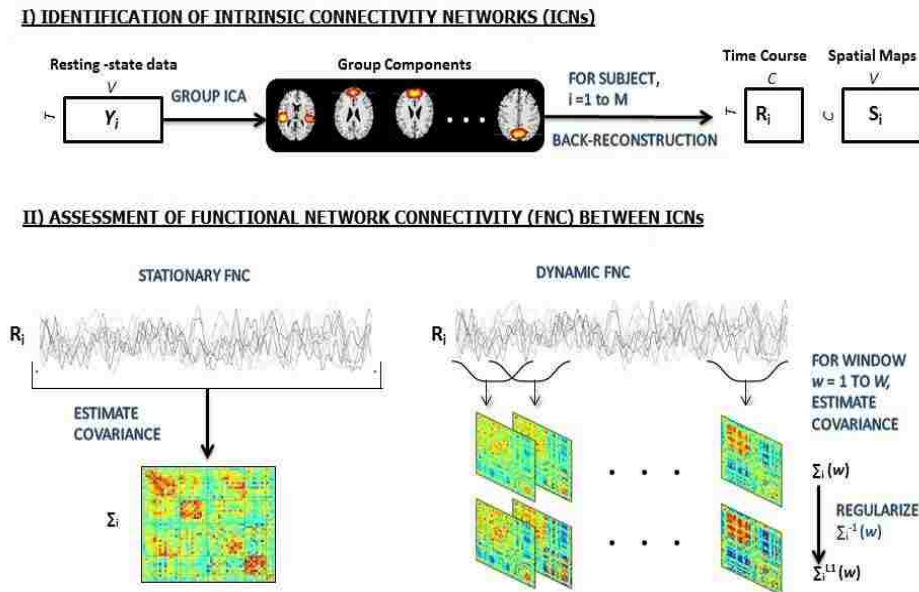 I) IDENTIFICATION OF INTRINSIC CONNECTIVITY NETWORKS (ICNs)
Resting -state data
V
T
Yi
GROUP ICA
Group Components
. . .
FOR SUBJECT,
i =1 to M
BACK-RECONSTRUCTION
Time Course
C
T
Ri
Spatial Maps
V
C
Si
II) ASSESSMENT OF FUNCTIONAL NETWORK CONNECTIVITY (FNC) BETWEEN ICNs
STATIONARY FNC
Ri
ESTIMATE
COVARIANCE
Σi
DYNAMIC FNC
Ri
FOR WINDOW
w = 1 TO W,
ESTIMATE
COVARIANCE
. . .
Σi(w)
REGULARIZE
Σi-1(w)
. . .
ΣiL1(w)